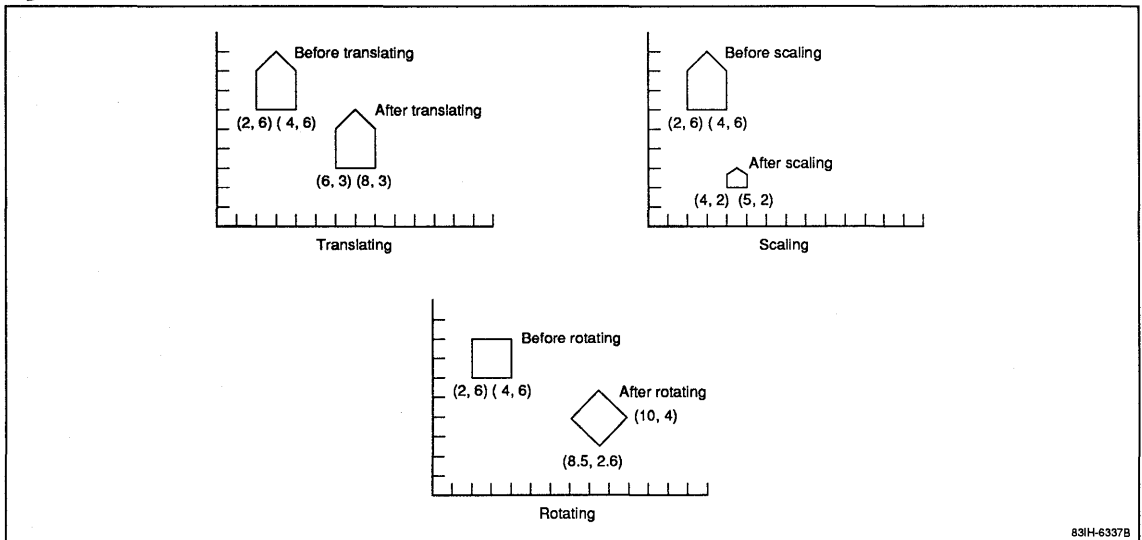 Before translating
(2, 6) ( 4, 6)
After translating
(6, 3) (8, 3)
Translating
Before scaling
(2, 6) ( 4, 6)
After scaling
(4, 2) (5, 2)
Scaling
Before rotating
(2, 6) ( 4, 6)
After rotating
(10, 4)
(8.5, 2.6)
Rotating
83IH-6337B